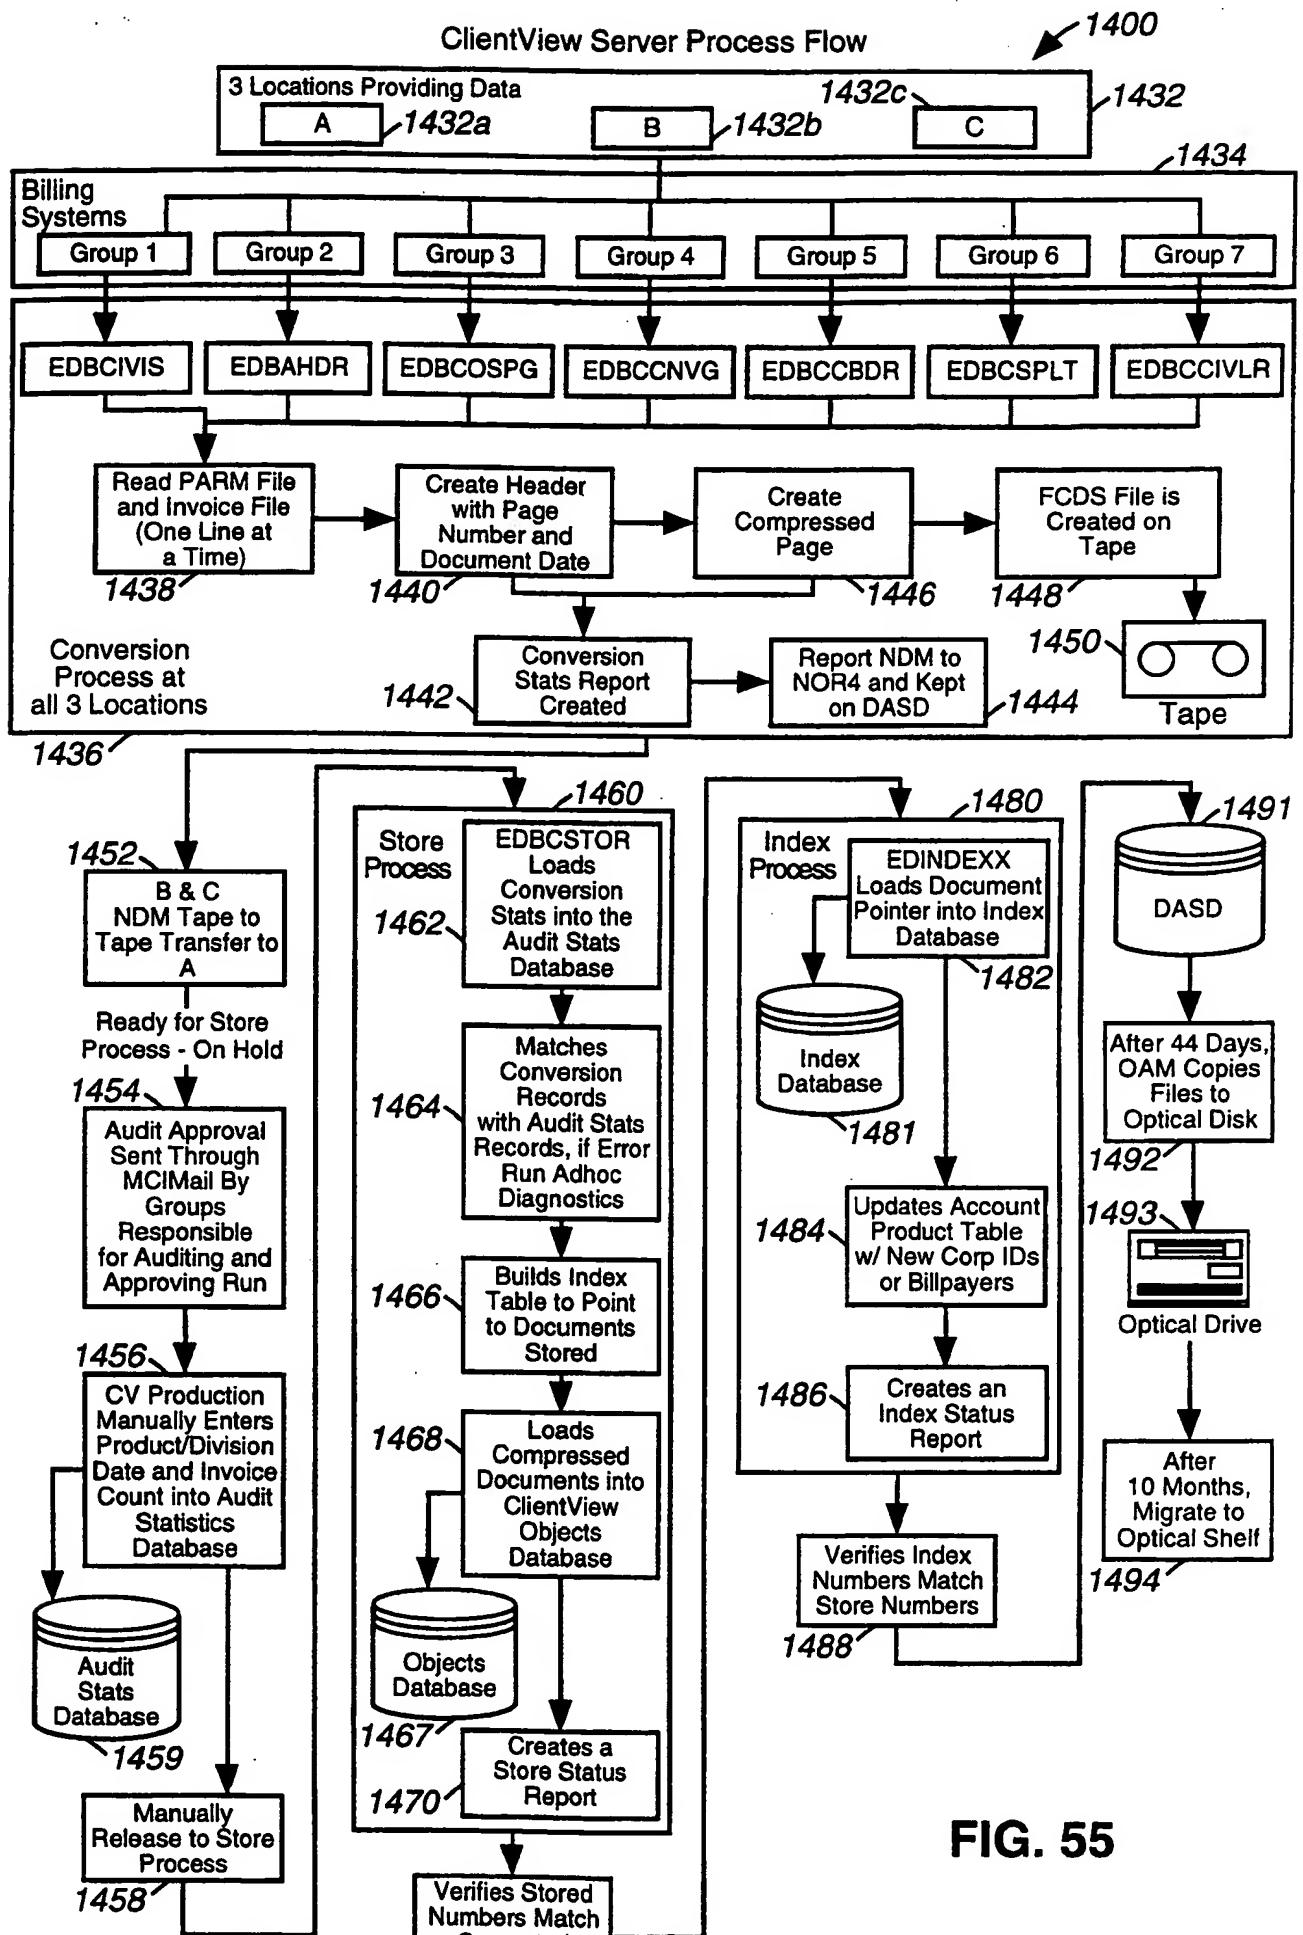 ClientView Server Process Flow
1400
3 Locations Providing Data
1432c
1432
A
1432a
B
1432b
C
1434
Billing
Systems
Group 1
Group 2
Group 3
Group 4
Group 5
Group 6
Group 7
EDBCIVIS
EDBAHDR
EDBCOSPG
EDBCCNVG
EDBCCBDR
EDBCSPLT
EDBCCIVLR
Read PARM File
and Invoice File
(One Line at
a Time)
1438
Create Header
with Page
Number and
Document Date
1440
Create
Compressed
Page
1446
FCDS File is
Created on
Tape
1448
1450
Tape
Conversion
Process at
all 3 Locations
1436
Conversion
Stats Report
Created
1442
Report NDM to
NOR4 and Kept
on DASD
1444
1452
B & C
NDM Tape to
Tape Transfer to
A
Ready for Store
Process - On Hold
1454
Audit Approval
Sent Through
MCIMail By
Groups
Responsible
for Auditing and
Approving Run
1456
CV Production
Manually Enters
Product/Division
Date and Invoice
Count into Audit
Statistics
Database
Audit
Stats
Database
1459
Manually
Release to Store
Process
1458
1460
Store
Process
EDBCSTOR
Loads
Conversion
Stats into the
Audit Stats
Database
1462
Matches
Conversion
Records
with Audit Stats
Records, if Error
Run Adhoc
Diagnostics
1464
Builds Index
Table to Point
to Documents
Stored
1466
Loads
Compressed
Documents into
ClientView
Objects
Database
1468
Objects
Database
1467
Creates a
Store Status
Report
1470
Verifies Stored
Numbers Match
1480
Index
Process
EDINDEXX
Loads Document
Pointer into Index
Database
1482
Index
Database
1481
Updates Account
Product Table
w/ New Corp IDs
or Billpayers
1484
Creates an
Index Status
Report
1486
Verifies Index
Numbers Match
Store Numbers
1488
1491
DASD
After 44 Days,
OAM Copies
Files to
Optical Disk
1492
1493
Optical Drive
After
10 Months,
Migrate to
Optical Shelf
1494
FIG. 55